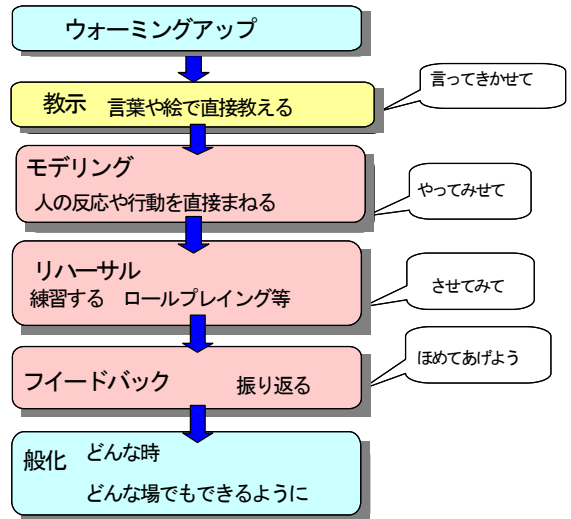 ウォーミングアップ
教示 言葉や絵で直接教える
言ってきかせて
モデリング
人の反応や行動を直接まねる
やってみせて
リハーサル
練習する ロールプレイング等
させてみて
フイードバック 振り返る
ほめてあげよう
般化 どんな時
どんな場でもできるように